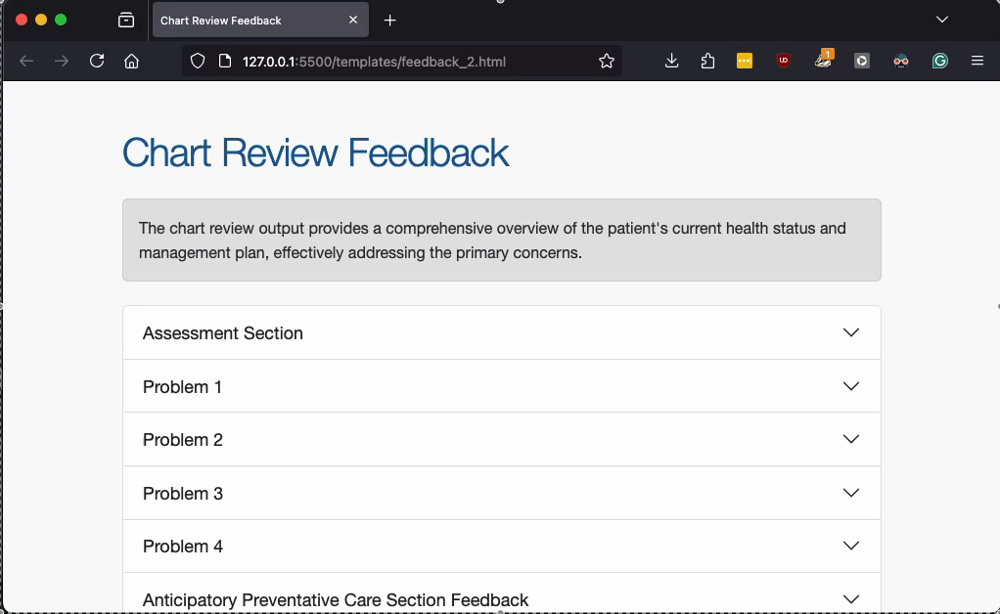 Chart Review Feedback
127.0.0.1:5500/templates/feedback_2.html
UD
1
G
Chart Review Feedback
The chart review output provides a comprehensive overview of the patient's current health status and
management plan, effectively addressing the primary concerns.
Assessment Section
Problem 1
Problem 2
Problem 3
Problem 4
Anticipatory Preventative Care Section Feedback